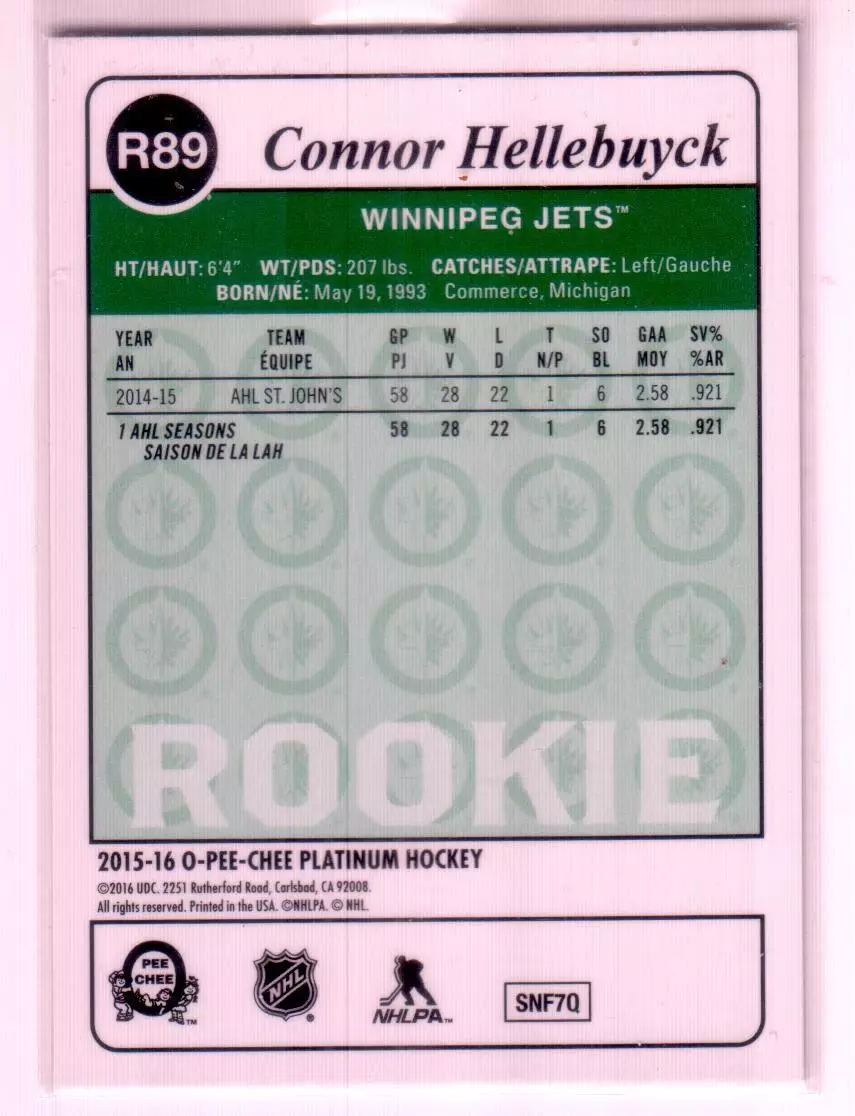 R89 Connor Hellebuyck
WINNIPEG JETS™
HT/HAUT: 6'4" WT/PDS: 207 lbs. CATCHES/ATTRAPE: Left/Gauche
BORN/NÉ: May 19, 1993 Commerce, Michigan
YEAR TEAM GP W L T SO GAA SV%
AN ÉQUIPE PJ V D N/P BL MOY %AR
2014-15 AHL ST. JOHN'S 58 28 22 1 6 2.58 .921
1 AHL SEASONS 58 28 22 1 6 2.58 .921
SAISON DE LA LAH
ROOKIE
2015-16 O-PEE-CHEE PLATINUM HOCKEY
©2016 UDC. 2251 Rutherford Road, Carlsbad, CA 92008.
All rights reserved. Printed in the USA. ©NHLPA. © NHL.
PEE
CHEE
™
NHL
®
NHLPA™
SNF7Q